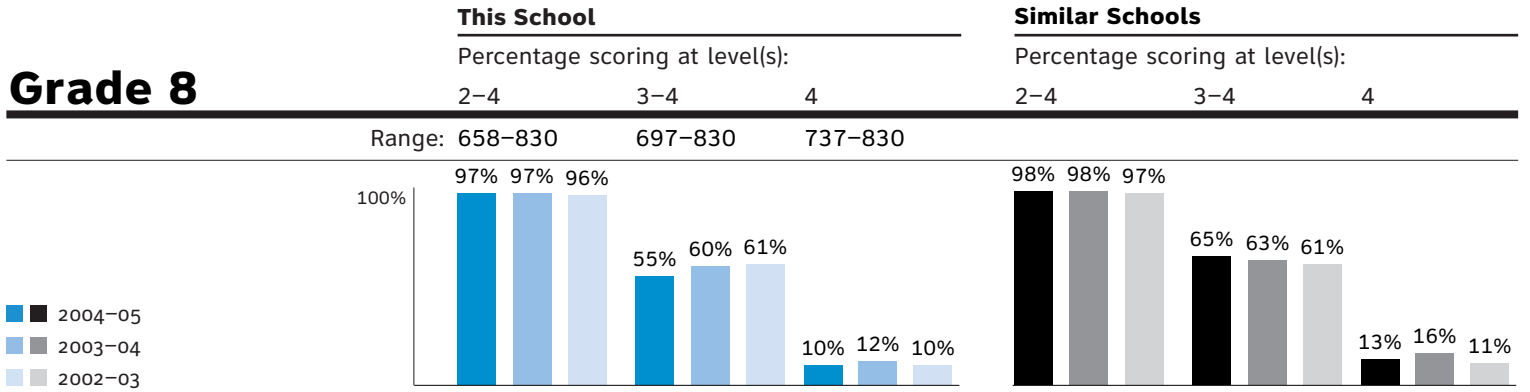 This School Similar Schools
Percentage scoring at level(s): Percentage scoring at level(s):
Grade 8 2–4 3–4 4 2–4 3–4 4
Range: 658–830 697–830 737–830
97% 97% 96% 98% 98% 97%
100%
55% 60% 61% 65% 63% 61%
10% 12% 10% 13% 16% 11%
2004–05
2003–04
2002–03